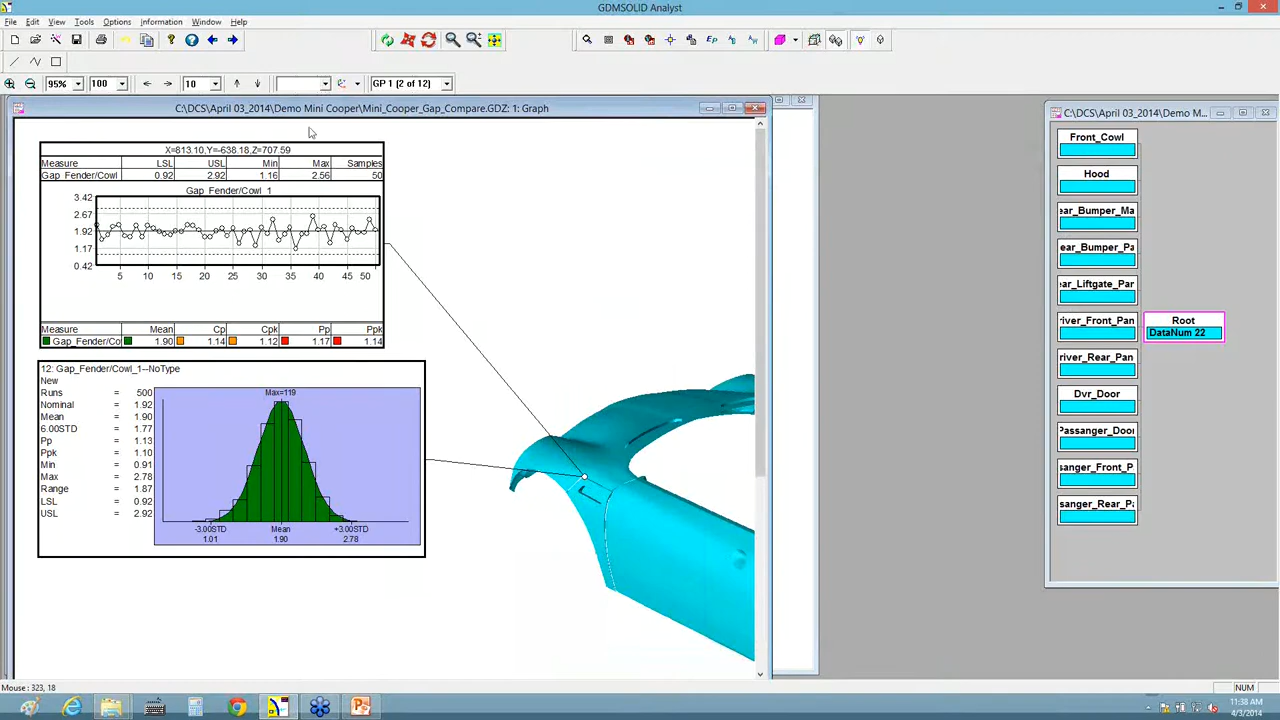 GDMSOLID Analyst
File Edit View Tools Options Information Window Help
95% 100 10 GP 1 (2 of 12)
C:\DCS\April 03_2014\Demo Mini Cooper\Mini_Cooper_Gap_Compare.GDZ: 1: Graph
X=813.10,Y=-638.18,Z=707.59
Measure LSL USL Min Max Samples
Gap_Fender/Cowl 0.92 2.92 1.16 2.56 50
Gap_Fender/Cowl_1
3.42
2.67
1.92
1.17
0.42
5 10 15 20 25 30 35 40 45 50
Measure Mean Cp Cpk Pp Ppk
Gap_Fender/Co 1.90 1.14 1.12 1.17 1.14
12: Gap_Fender/Cowl_1--NoType
New
Runs = 500
Nominal = 1.92
Mean = 1.90
6.00STD = 1.77
Pp = 1.13
Ppk = 1.10
Min = 0.91
Max = 2.78
Range = 1.87
LSL = 0.92
USL = 2.92
Max=119
-3.00STD Mean +3.00STD
1.01 1.90 2.78
C:\DCS\April 03_2014\Demo M...
Front_Cowl
Hood
ear_Bumper_Ma
ear_Bumper_Pa
ear_Liftgate_Par
river_Front_Pan
Root
DataNum 22
river_Rear_Pan
Dvr_Door
Passanger_Door
sanger_Front_P
sanger_Rear_Pa
Mouse: 323, 18
NUM
11:38 AM
4/3/2014